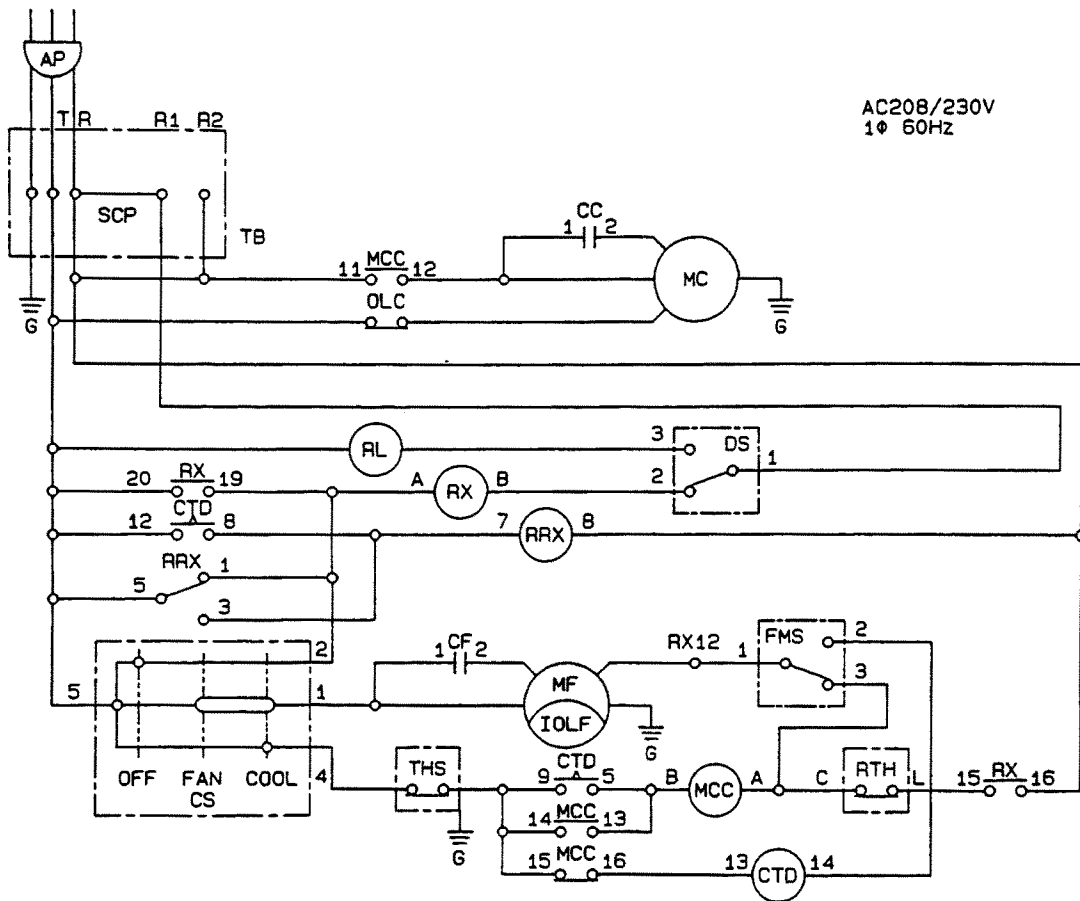 AP
AC208/230V
1Φ 60Hz
T R R1 R2
SCP
TB
CC
1 2
MCC
11 12
MC
OLC
G
G
RL
3 DS
1
2
RX
20 19
A RX B
CTD
12 8
7 RRX 8
RRX
5 1
3
2
5 1
4
OFF FAN COOL
CS
CF
1 2
MF
IOLF
G
RX12
FMS
1 2
3
THS
G
CTD
9 5
B MCC A
C RTH L
RX
15 16
MCC
14 13
MCC
15 16
13 CTD 14